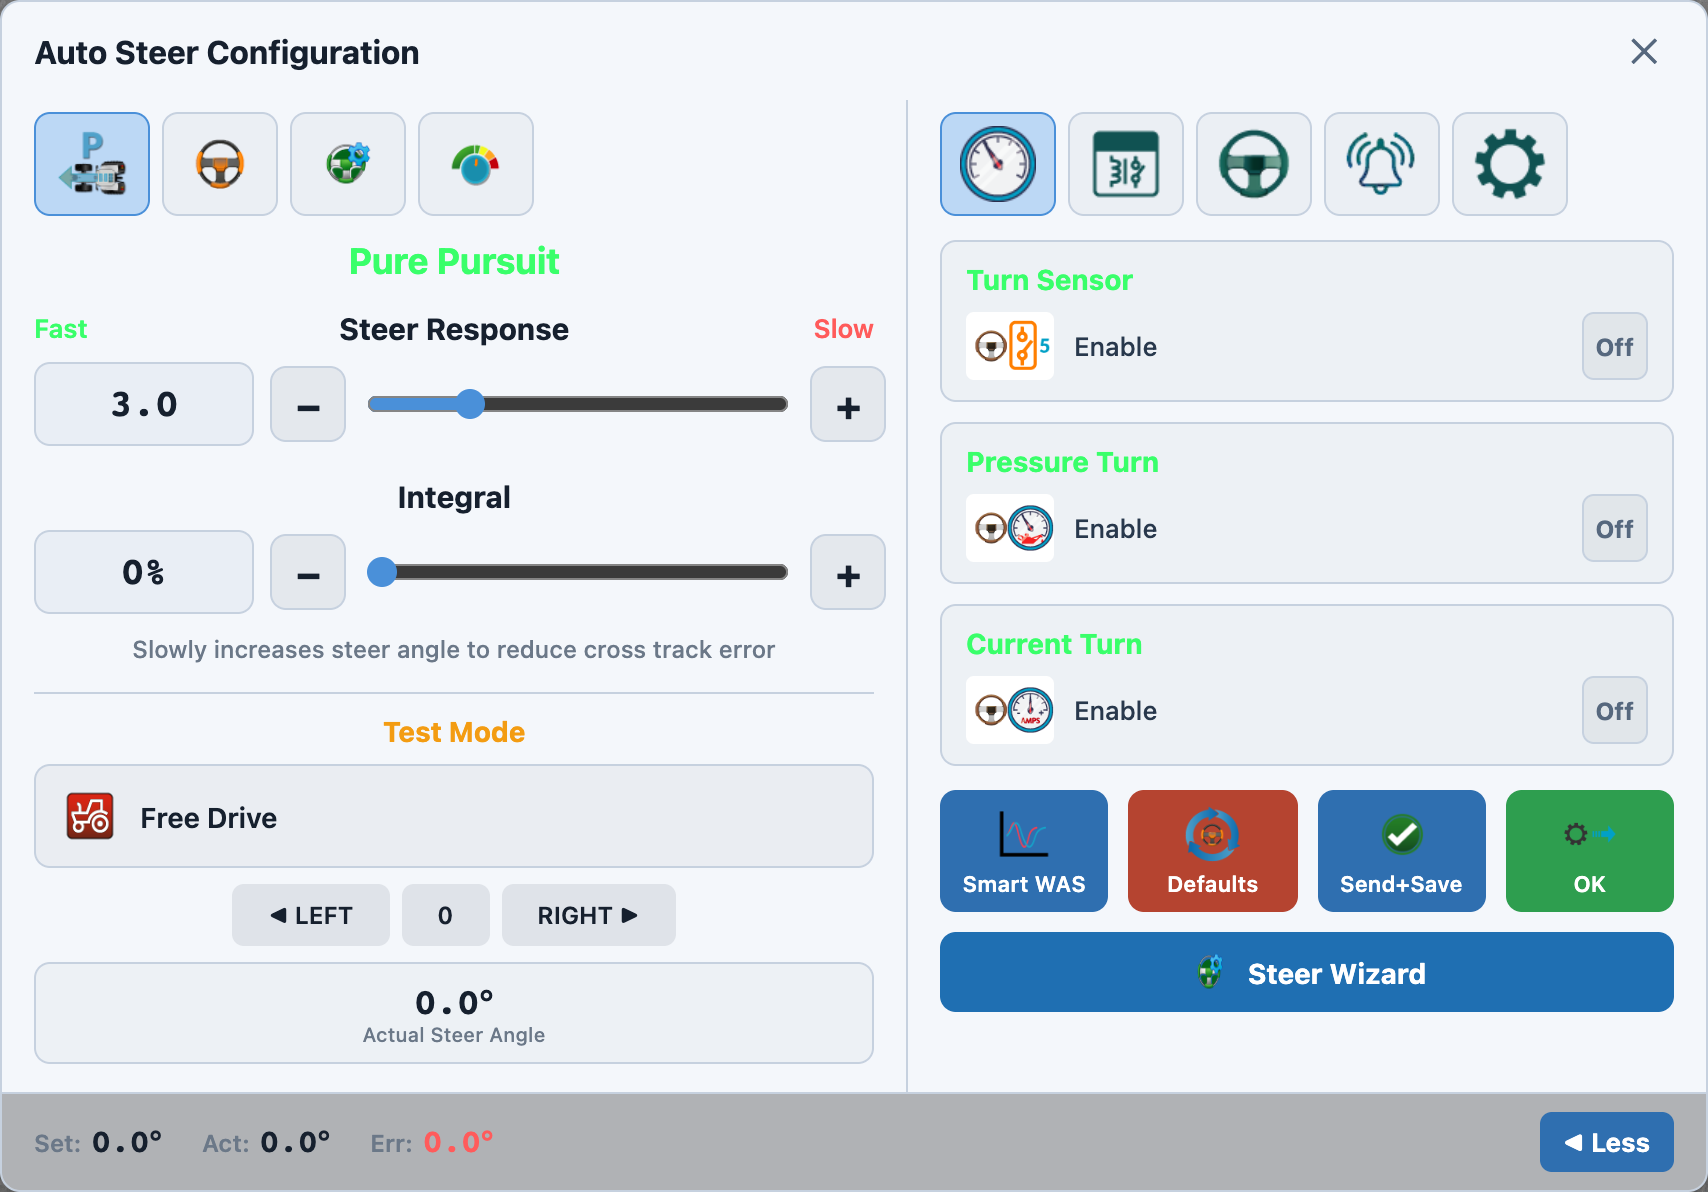 Auto Steer Configuration
P
Pure Pursuit
Fast
Steer Response
Slow
3.0
−
+
Integral
0%
−
+
Slowly increases steer angle to reduce cross track error
Test Mode
Free Drive
◀ LEFT
0
RIGHT ▶
0.0°
Actual Steer Angle
Turn Sensor
5
Enable
Off
Pressure Turn
Enable
Off
Current Turn
AMPS
Enable
Off
Smart WAS
Defaults
Send+Save
OK
Steer Wizard
Set: 0.0° Act: 0.0° Err: 0.0°
◀ Less